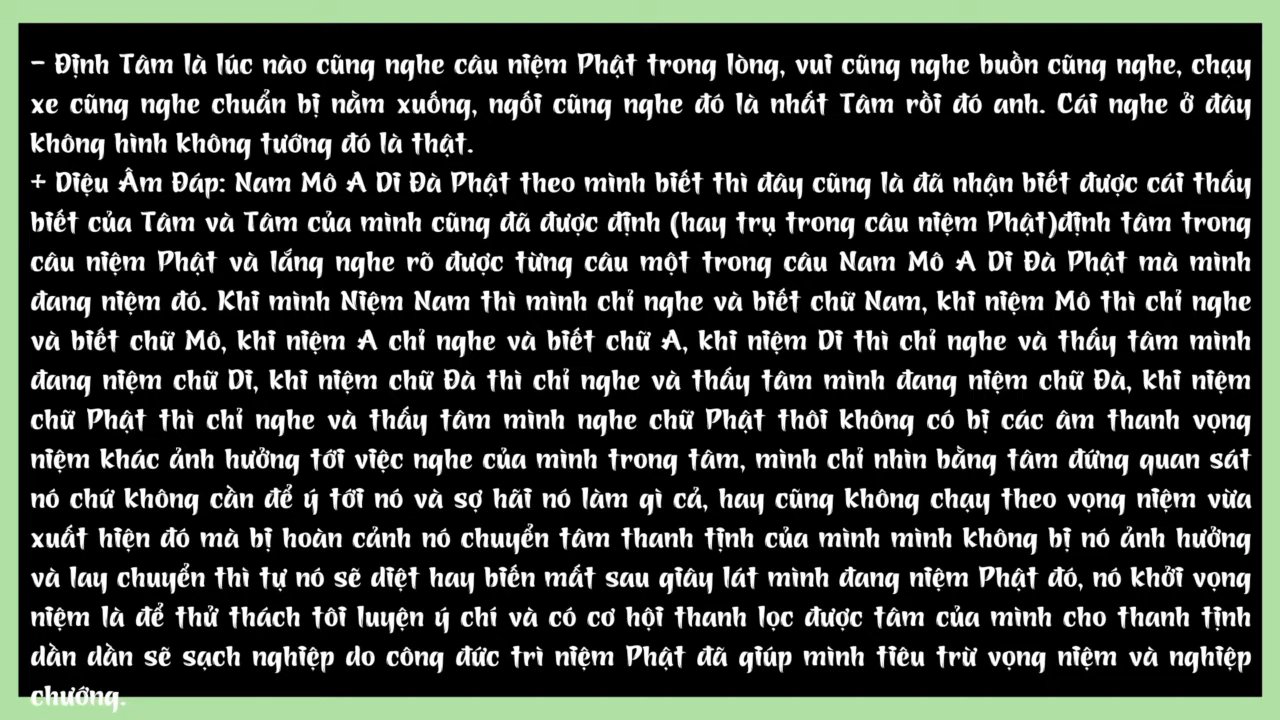 – Định Tâm là lúc nào cũng nghe câu niệm Phật trong lòng, vui cũng nghe buồn cũng nghe, chạy
xe cũng nghe chuẩn bị nằm xuống, ngối cũng nghe đó là nhất Tâm rồi đó anh. Cái nghe ở đây
không hình không tướng đó là thật.
+ Diệu Âm Đáp: Nam Mô A Di Đà Phật theo mình biết thì đây cũng là đã nhận biết được cái thấy
biết của Tâm và Tâm của mình cũng đã được định (hay trụ trong câu niệm Phật)định tâm trong
câu niệm Phật và lắng nghe rõ được từng câu một trong câu Nam Mô A Di Đà Phật mà mình
đang niệm đó. Khi mình Niệm Nam thì mình chỉ nghe và biết chữ Nam, khi niệm Mô thì chỉ nghe
và biết chữ Mô, khi niệm A chỉ nghe và biết chữ A, khi niệm Di thì chỉ nghe và thấy tâm mình
đang niệm chữ Di, khi niệm chữ Đà thì chỉ nghe và thấy tâm mình đang niệm chữ Đà, khi niệm
chữ Phật thì chỉ nghe và thấy tâm mình nghe chữ Phật thôi không có bị các âm thanh vọng
niệm khác ảnh hưởng tới việc nghe của mình trong tâm, mình chỉ nhìn bằng tâm đứng quan sát
nó chứ không cần để ý tới nó và sợ hãi nó làm gì cả, hay cũng không chạy theo vọng niệm vừa
xuất hiện đó mà bị hoàn cảnh nó chuyển tâm thanh tịnh của mình mình không bị nó ảnh hưởng
và lay chuyển thì tự nó sẽ diệt hay biến mất sau giây lát mình đang niệm Phật đó, nó khởi vọng
niệm là để thử thách tôi luyện ý chí và có cơ hội thanh lọc được tâm của mình cho thanh tịnh
dần dần sẽ sạch nghiệp do công đức trì niệm Phật đã giúp mình tiêu trừ vọng niệm và nghiệp
chướng.